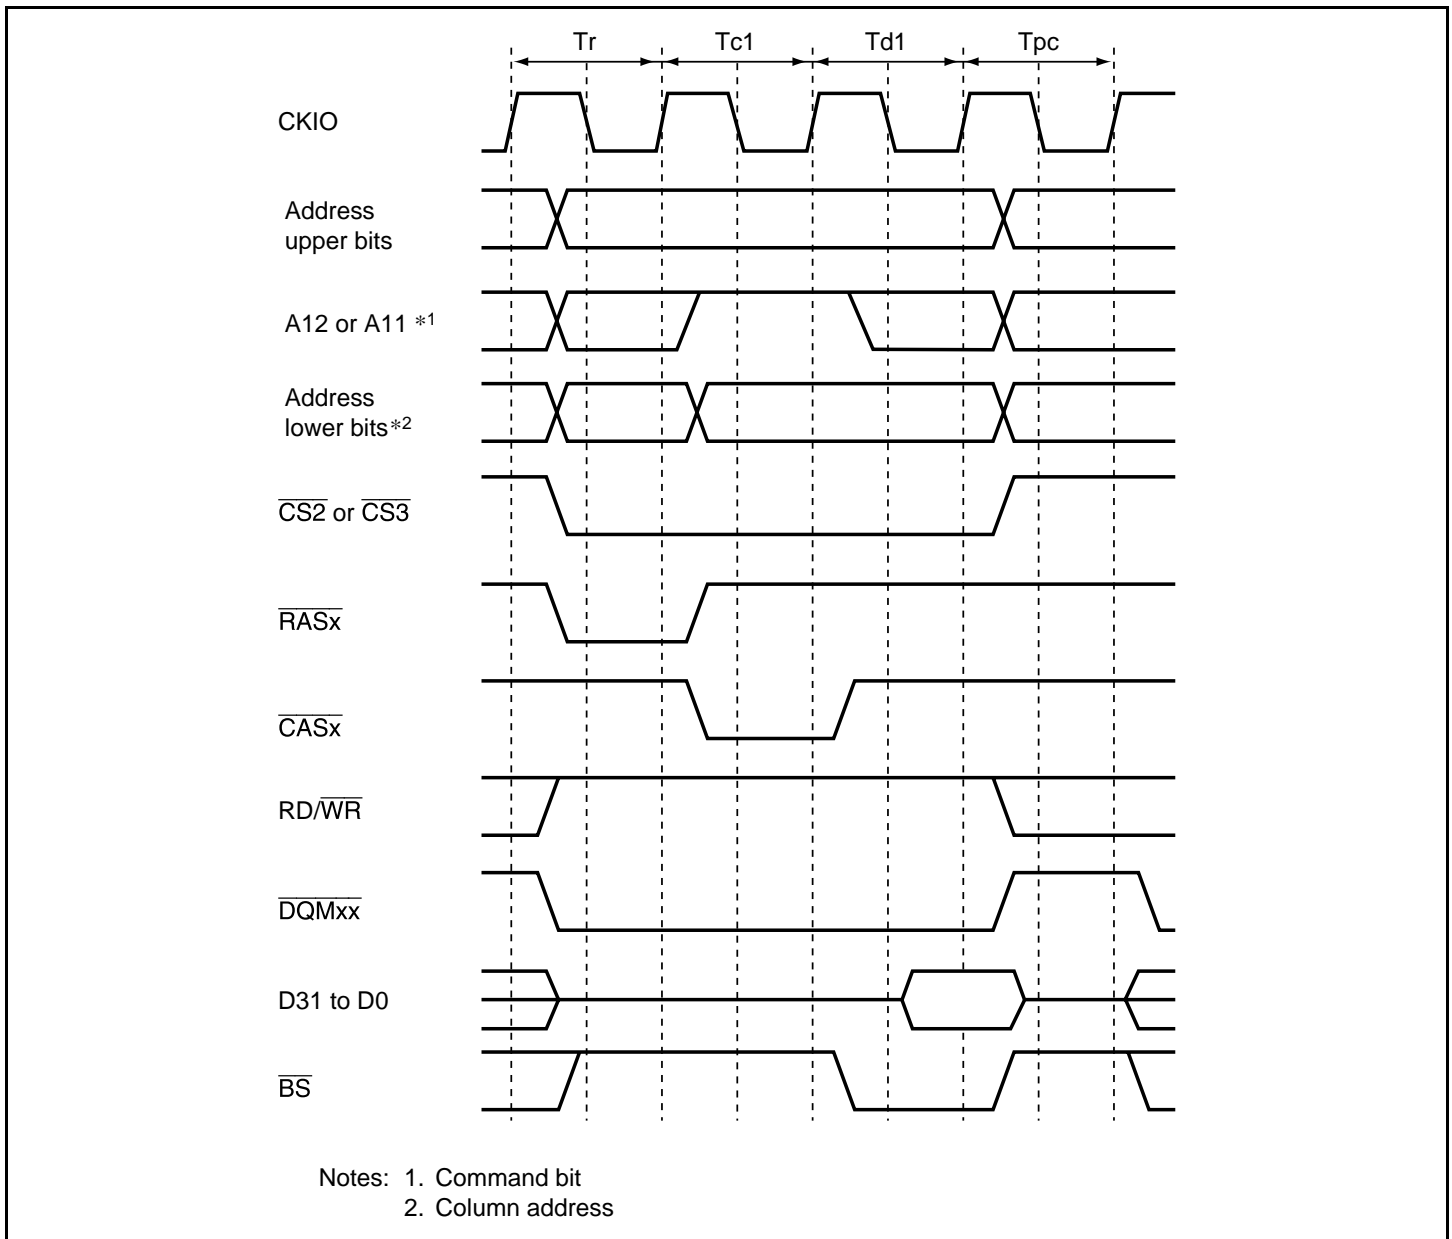 Tr Tc1 Td1 Tpc
CKIO
Address
upper bits
A12 or A11 *1
Address
lower bits*2
CS2 or CS3
RASx
CASx
RD/WR
DQMxx
D31 to D0
BS
Notes: 1. Command bit
2. Column address